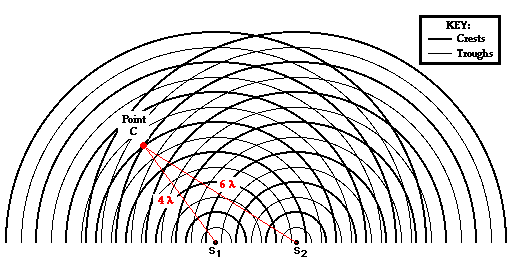 KEY:
Crests
Troughs
Point
C
6 λ
4 λ
S1
S2